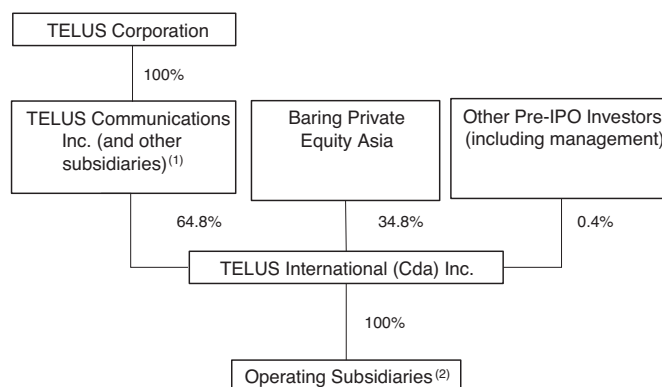 TELUS Corporation
100%
TELUS Communications
Inc. (and other
subsidiaries)(1)
Baring Private
Equity Asia
Other Pre-IPO Investors
(including management)
64.8%
34.8%
0.4%
TELUS International (Cda) Inc.
100%
Operating Subsidiaries(2)